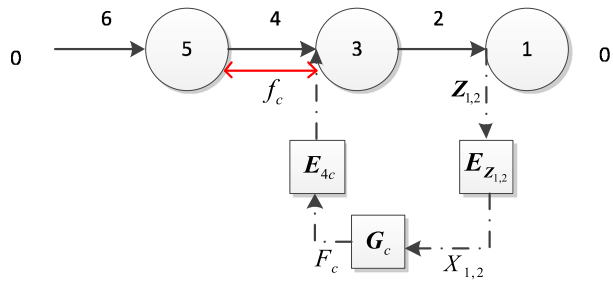 6 4 2
0 5 3 1 0
f_c Z_{1,2}
E_{4c} E_{Z_{1,2}}
F_c G_c X_{1,2}